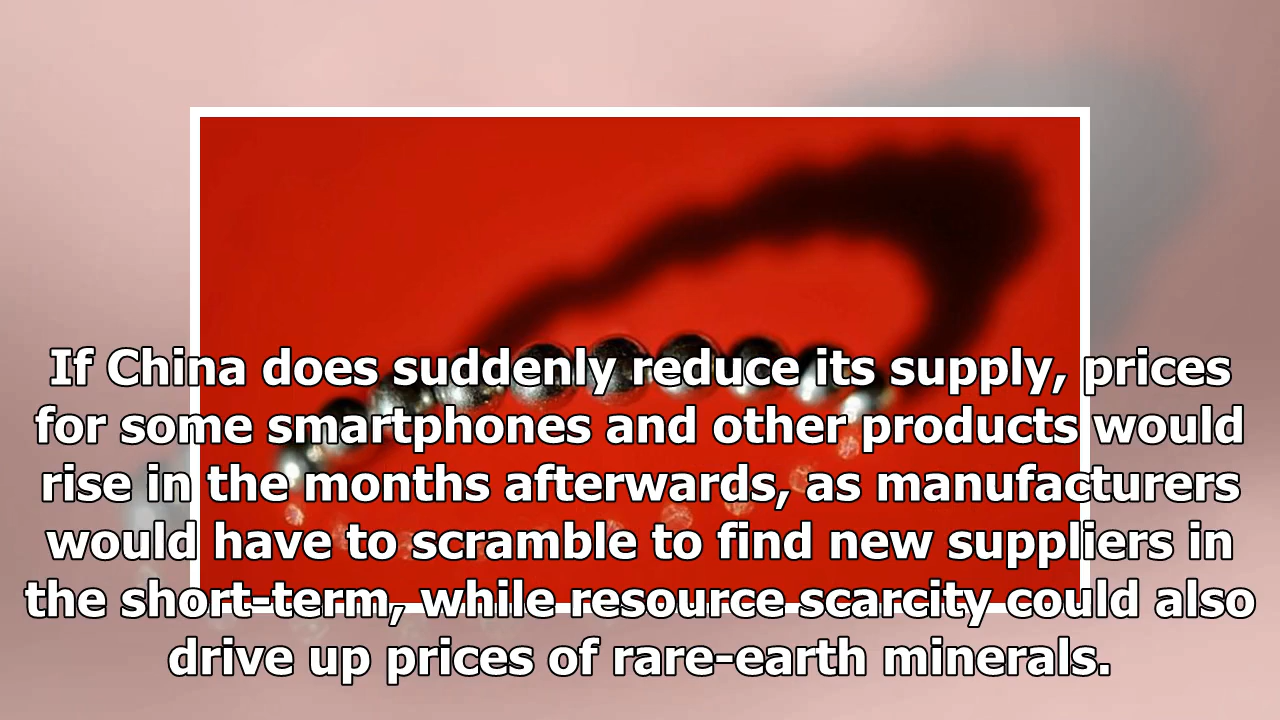 If China does suddenly reduce its supply, prices
for some smartphones and other products would
rise in the months afterwards, as manufacturers
would have to scramble to find new suppliers in
the short-term, while resource scarcity could also
drive up prices of rare-earth minerals.